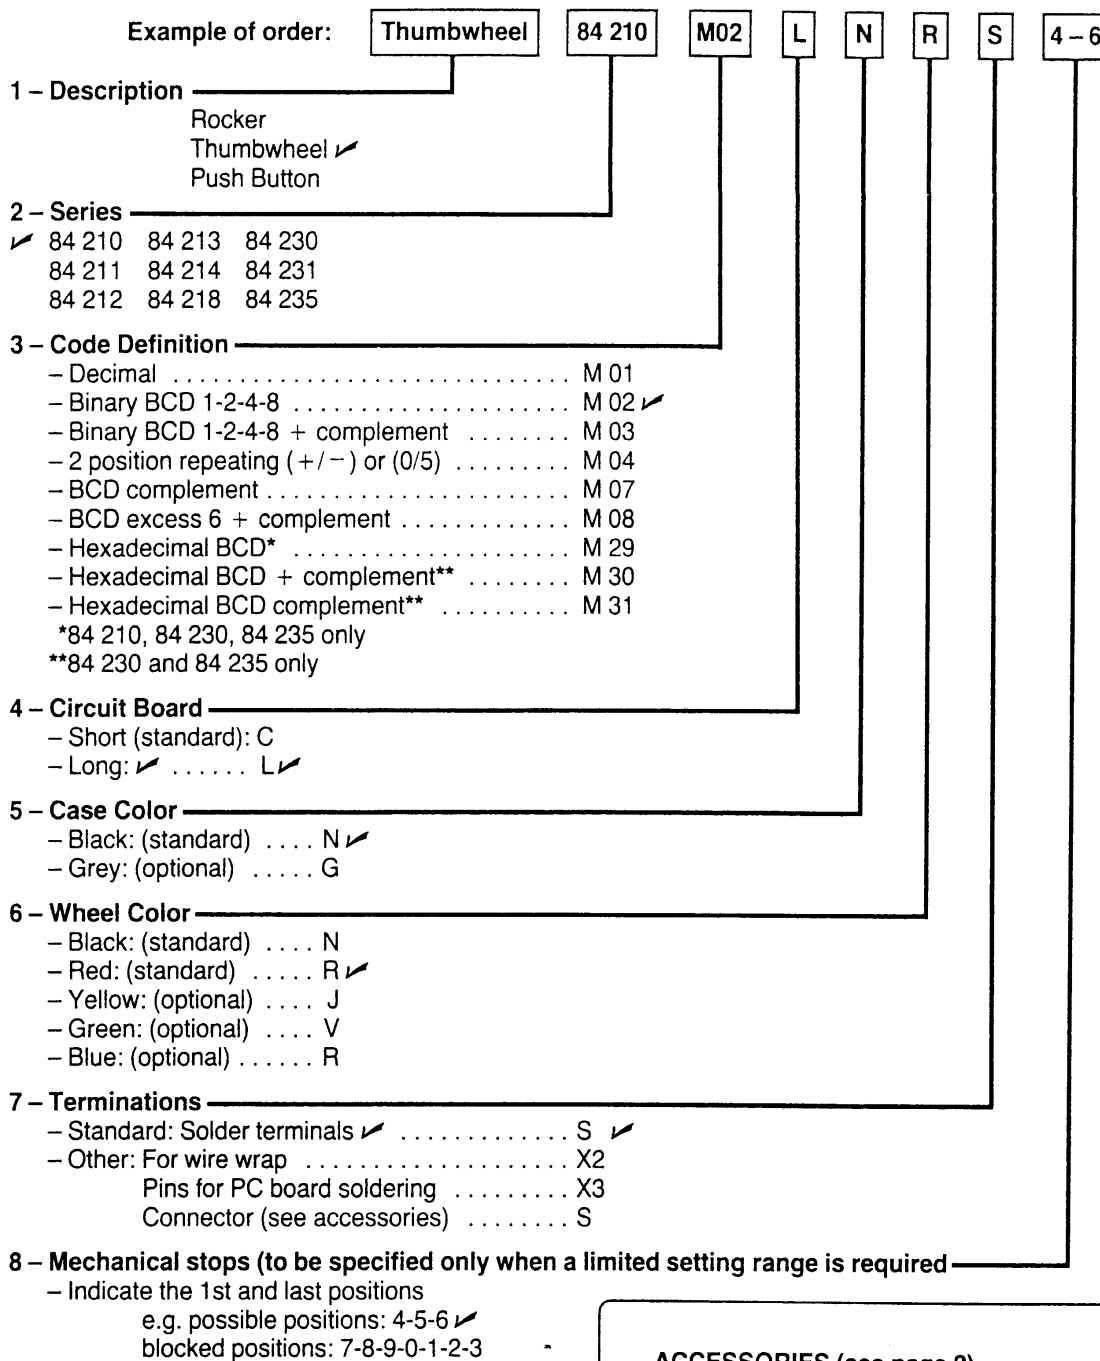 Example of order: Thumbwheel 84 210 M02 L N R S 4 – 6
1 – Description
Rocker
Thumbwheel ✓
Push Button
2 – Series
✓ 84 210 84 213 84 230
84 211 84 214 84 231
84 212 84 218 84 235
3 – Code Definition
– Decimal .............................. M 01
– Binary BCD 1-2-4-8 ..................... M 02 ✓
– Binary BCD 1-2-4-8 + complement ........ M 03
– 2 position repeating (+/−) or (0/5) ......... M 04
– BCD complement ....................... M 07
– BCD excess 6 + complement ............. M 08
– Hexadecimal BCD* ..................... M 29
– Hexadecimal BCD + complement** ........ M 30
– Hexadecimal BCD complement** .......... M 31
*84 210, 84 230, 84 235 only
**84 230 and 84 235 only
4 – Circuit Board
– Short (standard): C
– Long: ✓ ...... L ✓
5 – Case Color
– Black: (standard) .... N ✓
– Grey: (optional) ..... G
6 – Wheel Color
– Black: (standard) .... N
– Red: (standard) ..... R ✓
– Yellow: (optional) .... J
– Green: (optional) .... V
– Blue: (optional) ...... R
7 – Terminations
– Standard: Solder terminals ✓ ............. S ✓
– Other: For wire wrap .................... X2
Pins for PC board soldering ......... X3
Connector (see accessories) ........ S
8 – Mechanical stops (to be specified only when a limited setting range is required
– Indicate the 1st and last positions
e.g. possible positions: 4-5-6 ✓
blocked positions: 7-8-9-0-1-2-3
ACCESSORIES (see page 8)